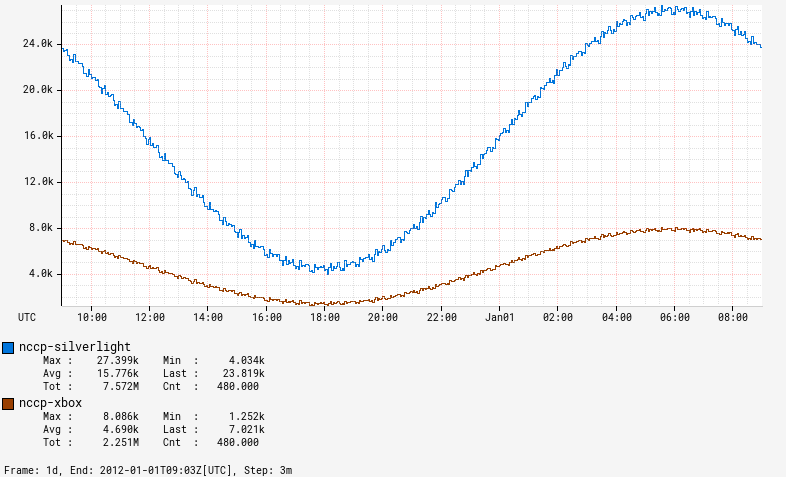 24.0k
20.0k
16.0k
12.0k
8.0k
4.0k
UTC 10:00 12:00 14:00 16:00 18:00 20:00 22:00 Jan01 02:00 04:00 06:00 08:00
nccp-silverlight
Max : 27.399k Min : 4.034k
Avg : 15.776k Last : 23.819k
Tot : 7.572M Cnt : 480.000
nccp-xbox
Max : 8.086k Min : 1.252k
Avg : 4.690k Last : 7.021k
Tot : 2.251M Cnt : 480.000
Frame: 1d, End: 2012-01-01T09:03Z[UTC], Step: 3m